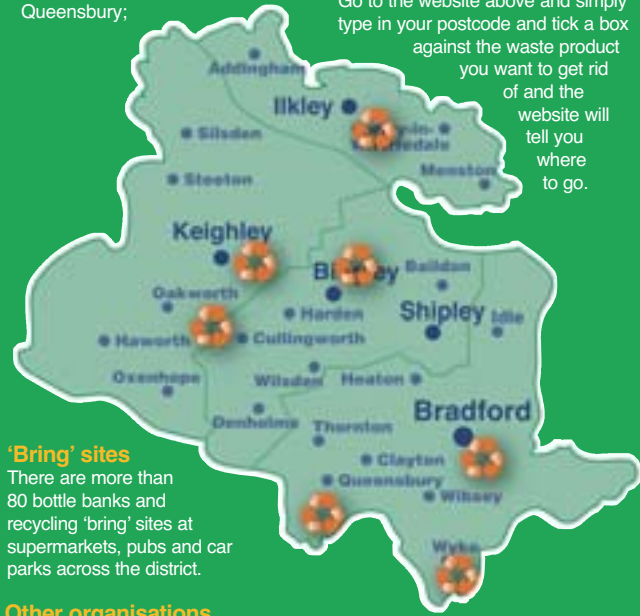 Queensbury;
Go to the website above and simply
type in your postcode and tick a box
against the waste product
you want to get rid
of and the
website will
tell you
where
to go.
Addingham
Ilkley
Silsden
Menston
Steeton
Keighley
Baildon
Oakworth
Harden
Shipley
Idle
Haworth
Cullingworth
Oxenhope
Wilsden
Heaton
Denholme
Thornton
Bradford
Clayton
Queensbury
Wibsey
Wyke
'Bring' sites
There are more than
80 bottle banks and
recycling 'bring' sites at
supermarkets, pubs and car
parks across the district.
Other organisations